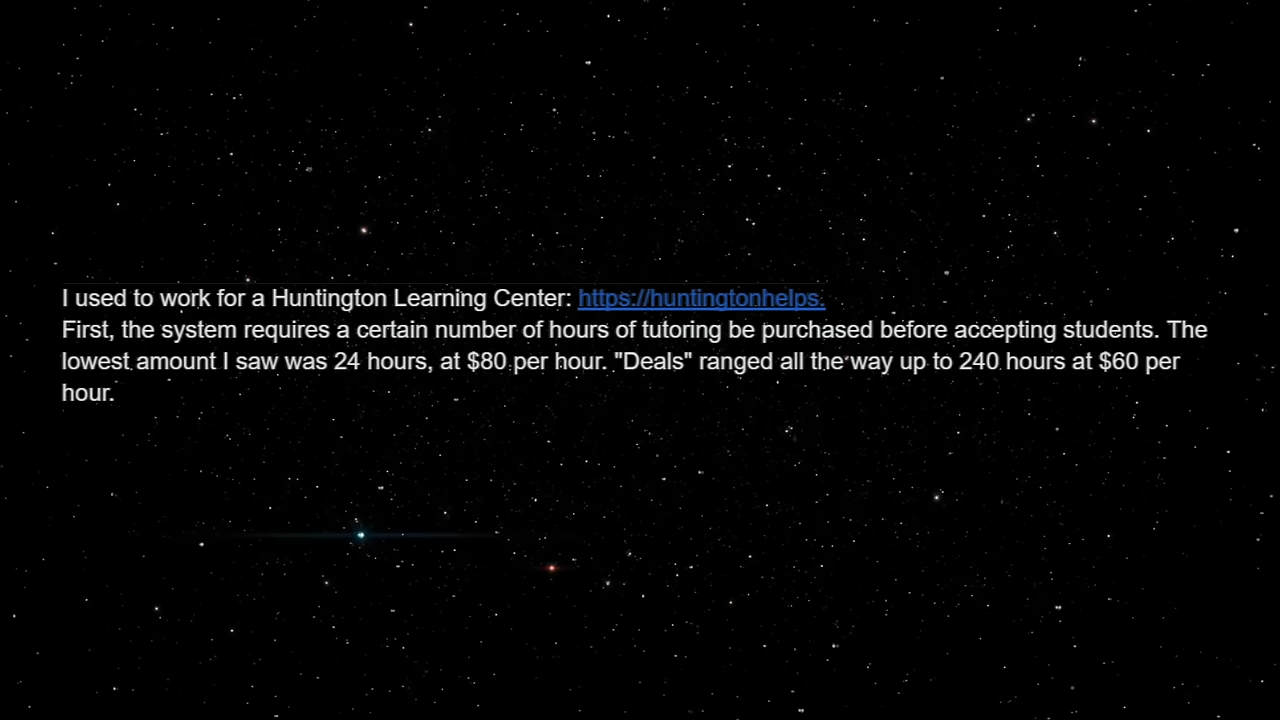 I used to work for a Huntington Learning Center: https://huntingtonhelps.
First, the system requires a certain number of hours of tutoring be purchased before accepting students. The
lowest amount I saw was 24 hours, at $80 per hour. "Deals" ranged all the way up to 240 hours at $60 per
hour.